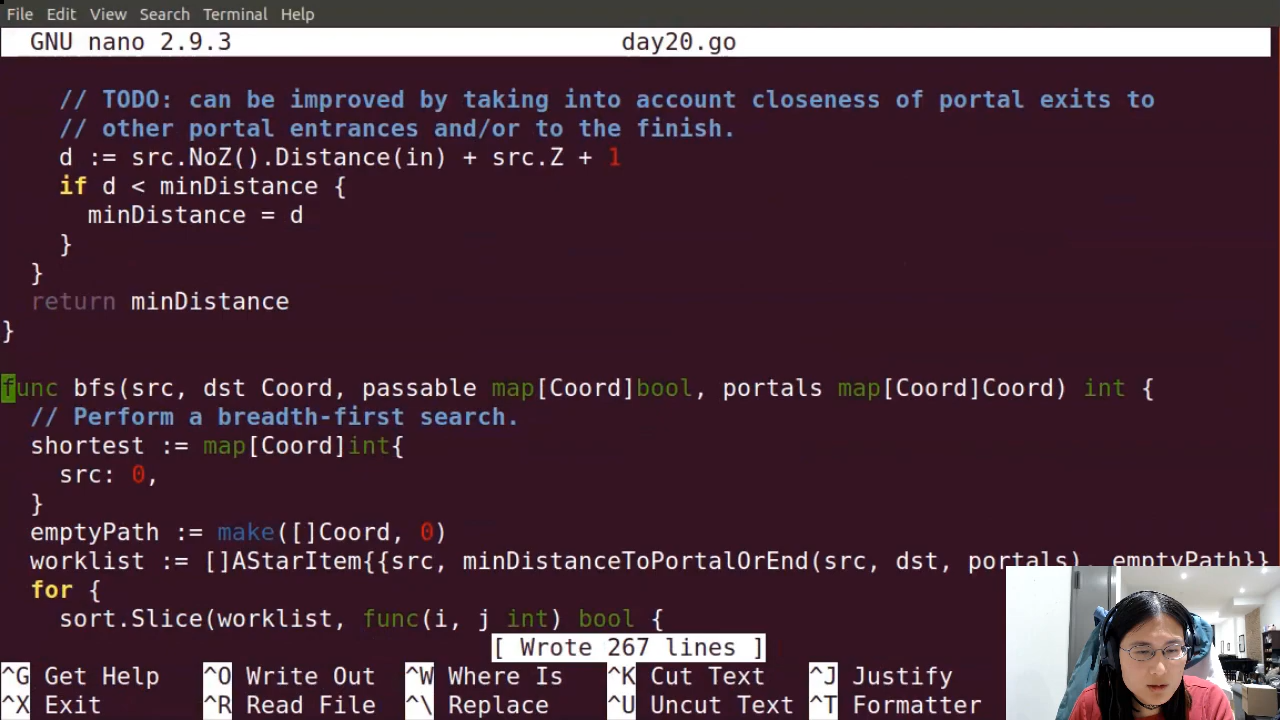 File Edit View Search Terminal Help
GNU nano 2.9.3 day20.go
// TODO: can be improved by taking into account closeness of portal exits to
// other portal entrances and/or to the finish.
d := src.NoZ().Distance(in) + src.Z + 1
if d < minDistance {
minDistance = d
}
}
return minDistance
}
func bfs(src, dst Coord, passable map[Coord]bool, portals map[Coord]Coord) int {
// Perform a breadth-first search.
shortest := map[Coord]int{
src: 0,
}
emptyPath := make([]Coord, 0)
worklist := []AStarItem{{src, minDistanceToPortalOrEnd(src, dst, portals), emptyPath}}
for {
sort.Slice(worklist, func(i, j int) bool {
[ Wrote 267 lines ]
^G Get Help ^O Write Out ^W Where Is ^K Cut Text ^J Justify
^X Exit ^R Read File ^\ Replace ^U Uncut Text ^T Formatter